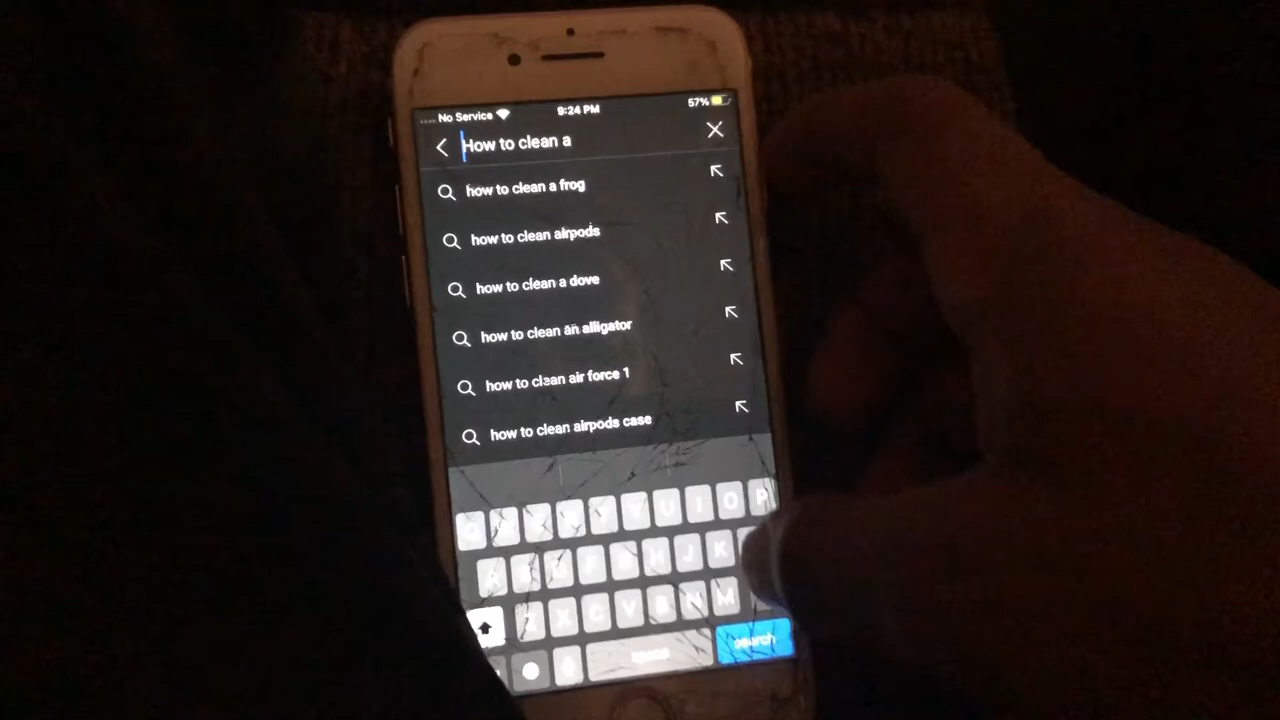 No Service 9:24 PM 57%
How to clean a
how to clean a frog
how to clean airpods
how to clean a dove
how to clean an alligator
how to clean air force 1
how to clean airpods case
Y U I O P
H J K
Z X C V B N M
space search